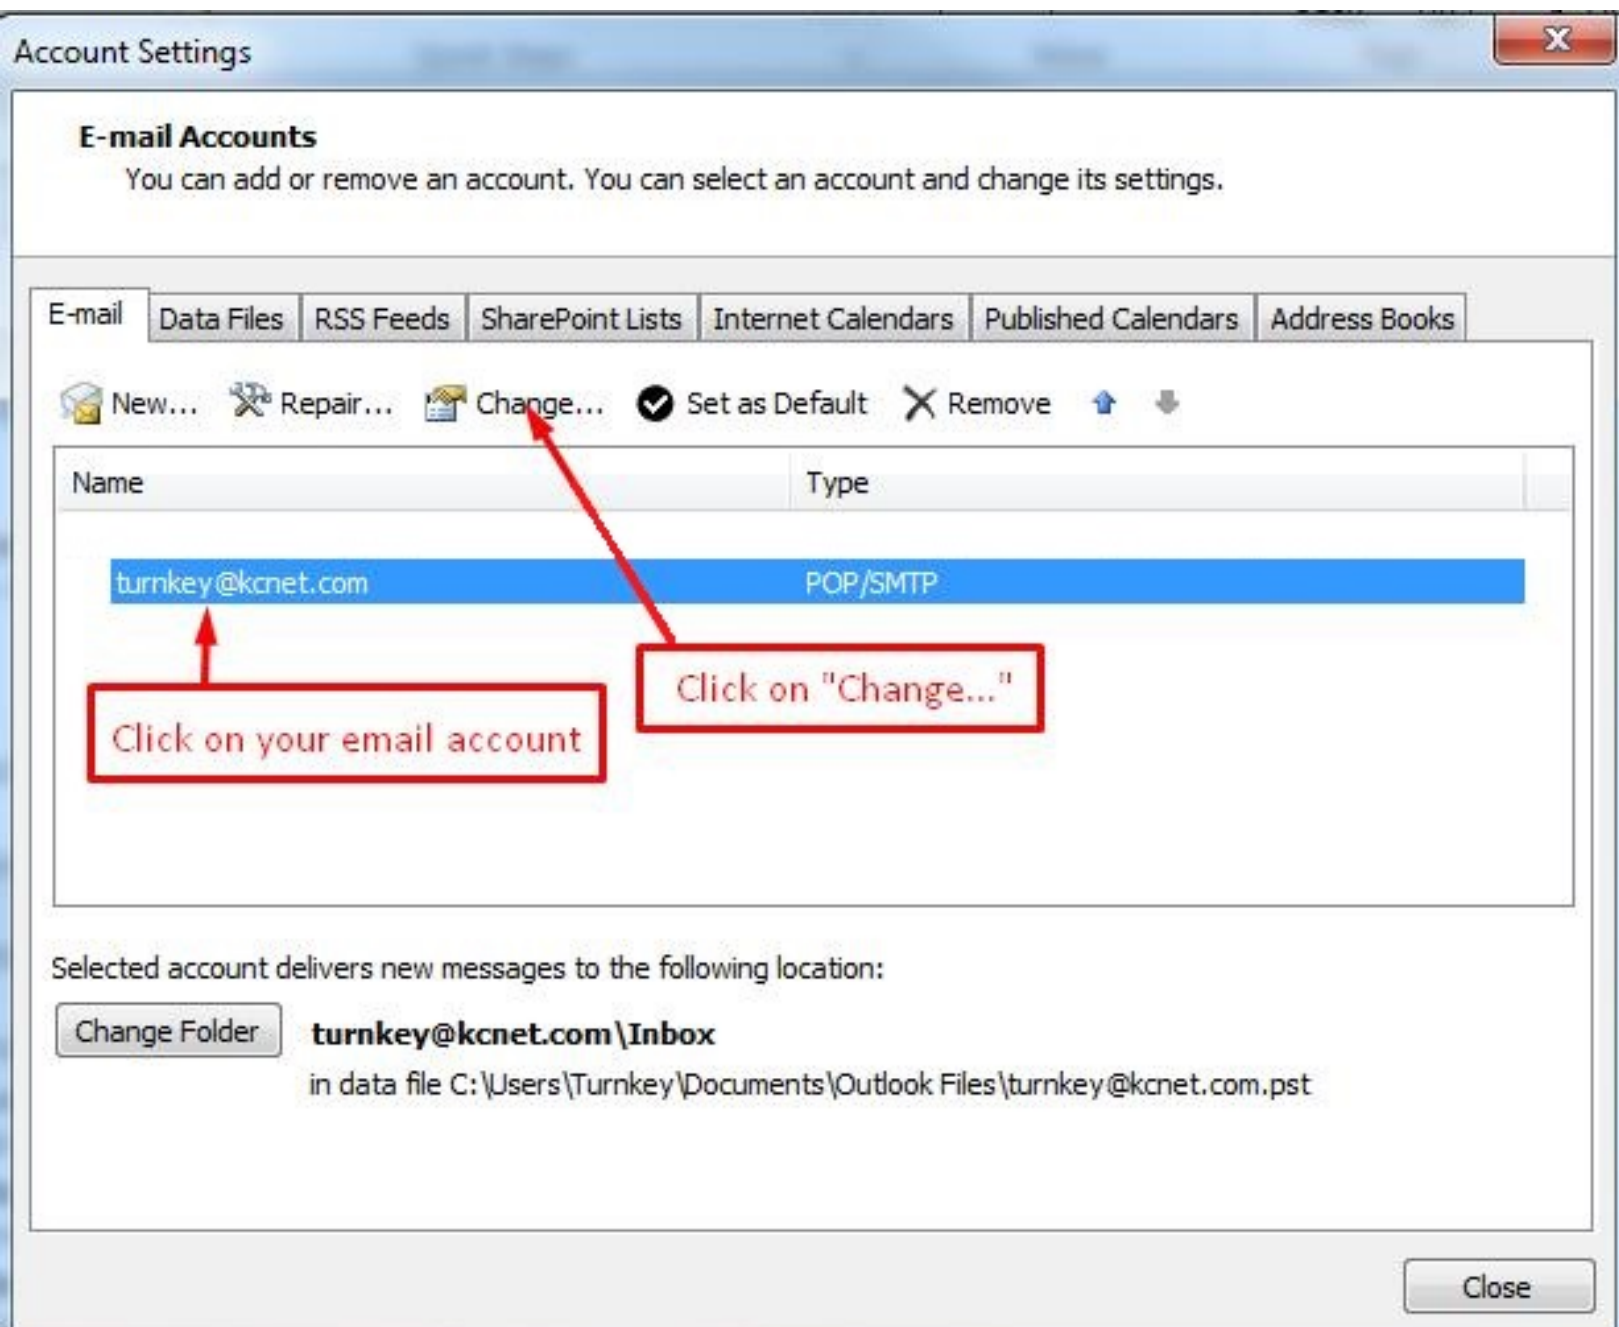 Account Settings
E-mail Accounts
You can add or remove an account. You can select an account and change its settings.
E-mail Data Files RSS Feeds SharePoint Lists Internet Calendars Published Calendars Address Books
New... Repair... Change... Set as Default Remove
Name Type
turnkey@kcnet.com POP/SMTP
Click on "Change..."
Click on your email account
Selected account delivers new messages to the following location:
Change Folder turnkey@kcnet.com\Inbox
in data file C:\Users\Turnkey\Documents\Outlook Files\turnkey@kcnet.com.pst
Close